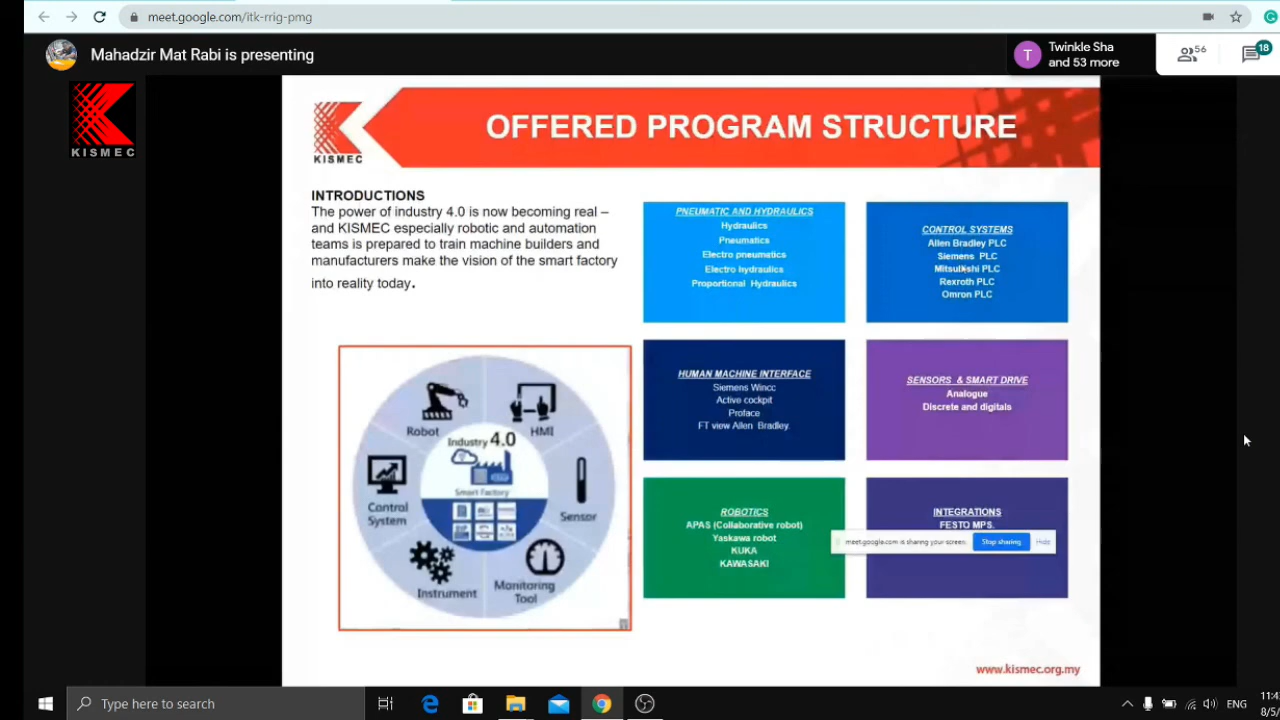 meet.google.com/itk-rrig-pmg
Mahadzir Mat Rabi is presenting
T
Twinkle Sha
and 53 more
56
18
KISMEC
KISMEC
OFFERED PROGRAM STRUCTURE
INTRODUCTIONS
The power of industry 4.0 is now becoming real –
and KISMEC especially robotic and automation
teams is prepared to train machine builders and
manufacturers make the vision of the smart factory
into reality today.
PNEUMATIC AND HYDRAULICS
Hydraulics
Pneumatics
Electro pneumatics
Electro hydraulics
Proportional Hydraulics
CONTROL SYSTEMS
Allen Bradley PLC
Siemens PLC
Mitsubishi PLC
Rexroth PLC
Omron PLC
HUMAN MACHINE INTERFACE
Siemens Wincc
Active cockpit
Proface
FT view Allen Bradley.
SENSORS & SMART DRIVE
Analogue
Discrete and digitals
ROBOTICS
APAS (Collaborative robot)
Yaskawa robot
KUKA
KAWASAKI
INTEGRATIONS
FESTO MPS.
meet.google.com is sharing your screen.
Stop sharing
Hide
Robot
HMI
Industry 4.0
Smart Factory
Control
System
Sensor
Instrument
Monitoring
Tool
www.kismec.org.my
Type here to search
ENG
11:4
8/5/